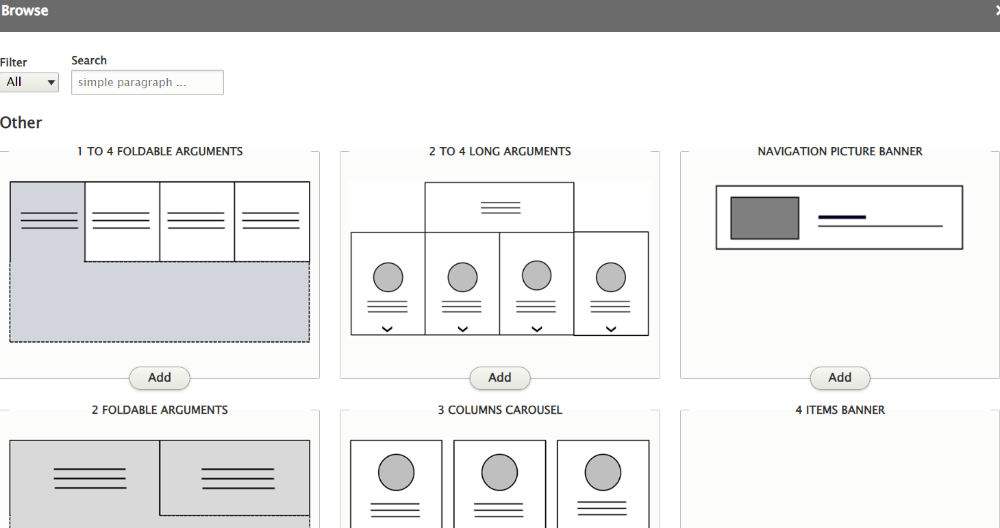 Browse
Filter
Search
All
simple paragraph ...
Other
1 TO 4 FOLDABLE ARGUMENTS
2 TO 4 LONG ARGUMENTS
NAVIGATION PICTURE BANNER
Add
Add
Add
2 FOLDABLE ARGUMENTS
3 COLUMNS CAROUSEL
4 ITEMS BANNER